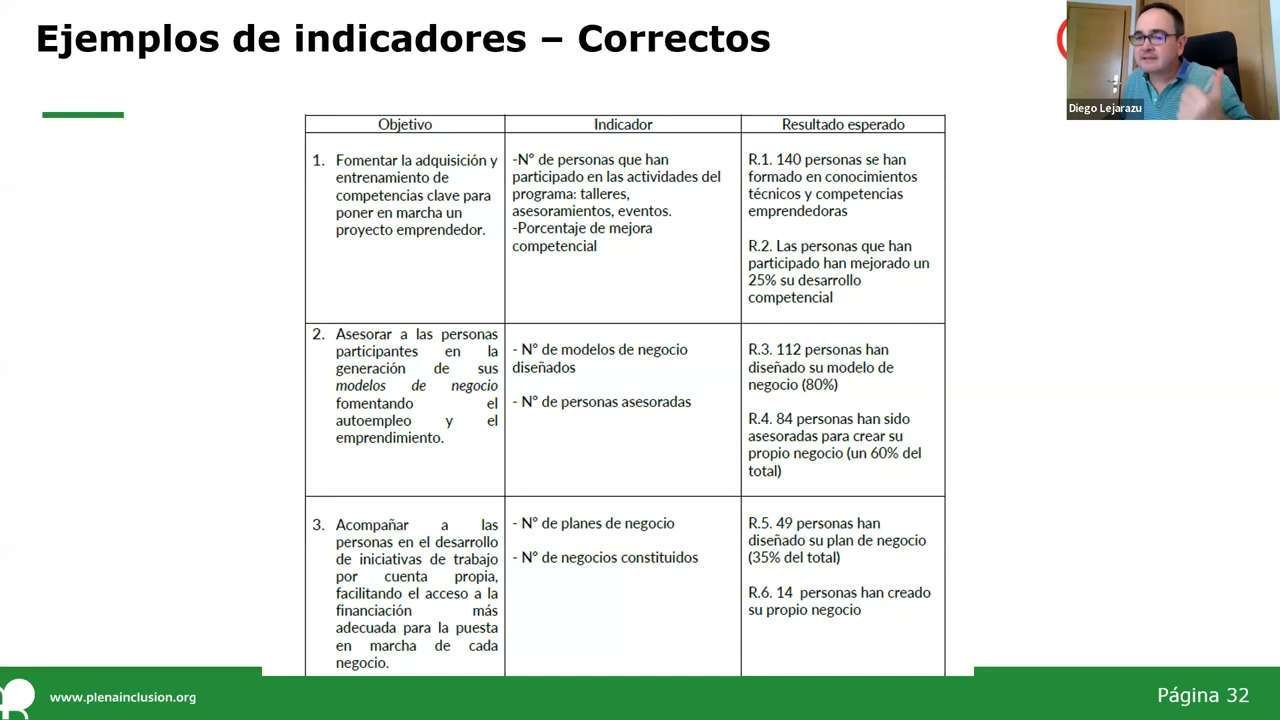 Ejemplos de indicadores – Correctos
Diego Lejarazu
Objetivo
Indicador
Resultado esperado
1. Fomentar la adquisición y
entrenamiento de
competencias clave para
poner en marcha un
proyecto emprendedor.
-N° de personas que han
participado en las actividades del
programa: talleres,
asesoramientos, eventos.
-Porcentaje de mejora
competencial
R.1. 140 personas se han
formado en conocimientos
técnicos y competencias
emprendedoras
R.2. Las personas que han
participado han mejorado un
25% su desarrollo
competencial
2. Asesorar a las personas
participantes en la
generación de sus
modelos de negocio
fomentando el
autoempleo y el
emprendimiento.
- N° de modelos de negocio
diseñados
- N° de personas asesoradas
R.3. 112 personas han
diseñado su modelo de
negocio (80%)
R.4. 84 personas han sido
asesoradas para crear su
propio negocio (un 60% del
total)
3. Acompañar a las
personas en el desarrollo
de iniciativas de trabajo
por cuenta propia,
facilitando el acceso a la
financiación más
adecuada para la puesta
en marcha de cada
negocio.
- N° de planes de negocio
- N° de negocios constituidos
R.5. 49 personas han
diseñado su plan de negocio
(35% del total)
R.6. 14 personas han creado
su propio negocio
www.plenainclusion.org
Página 32